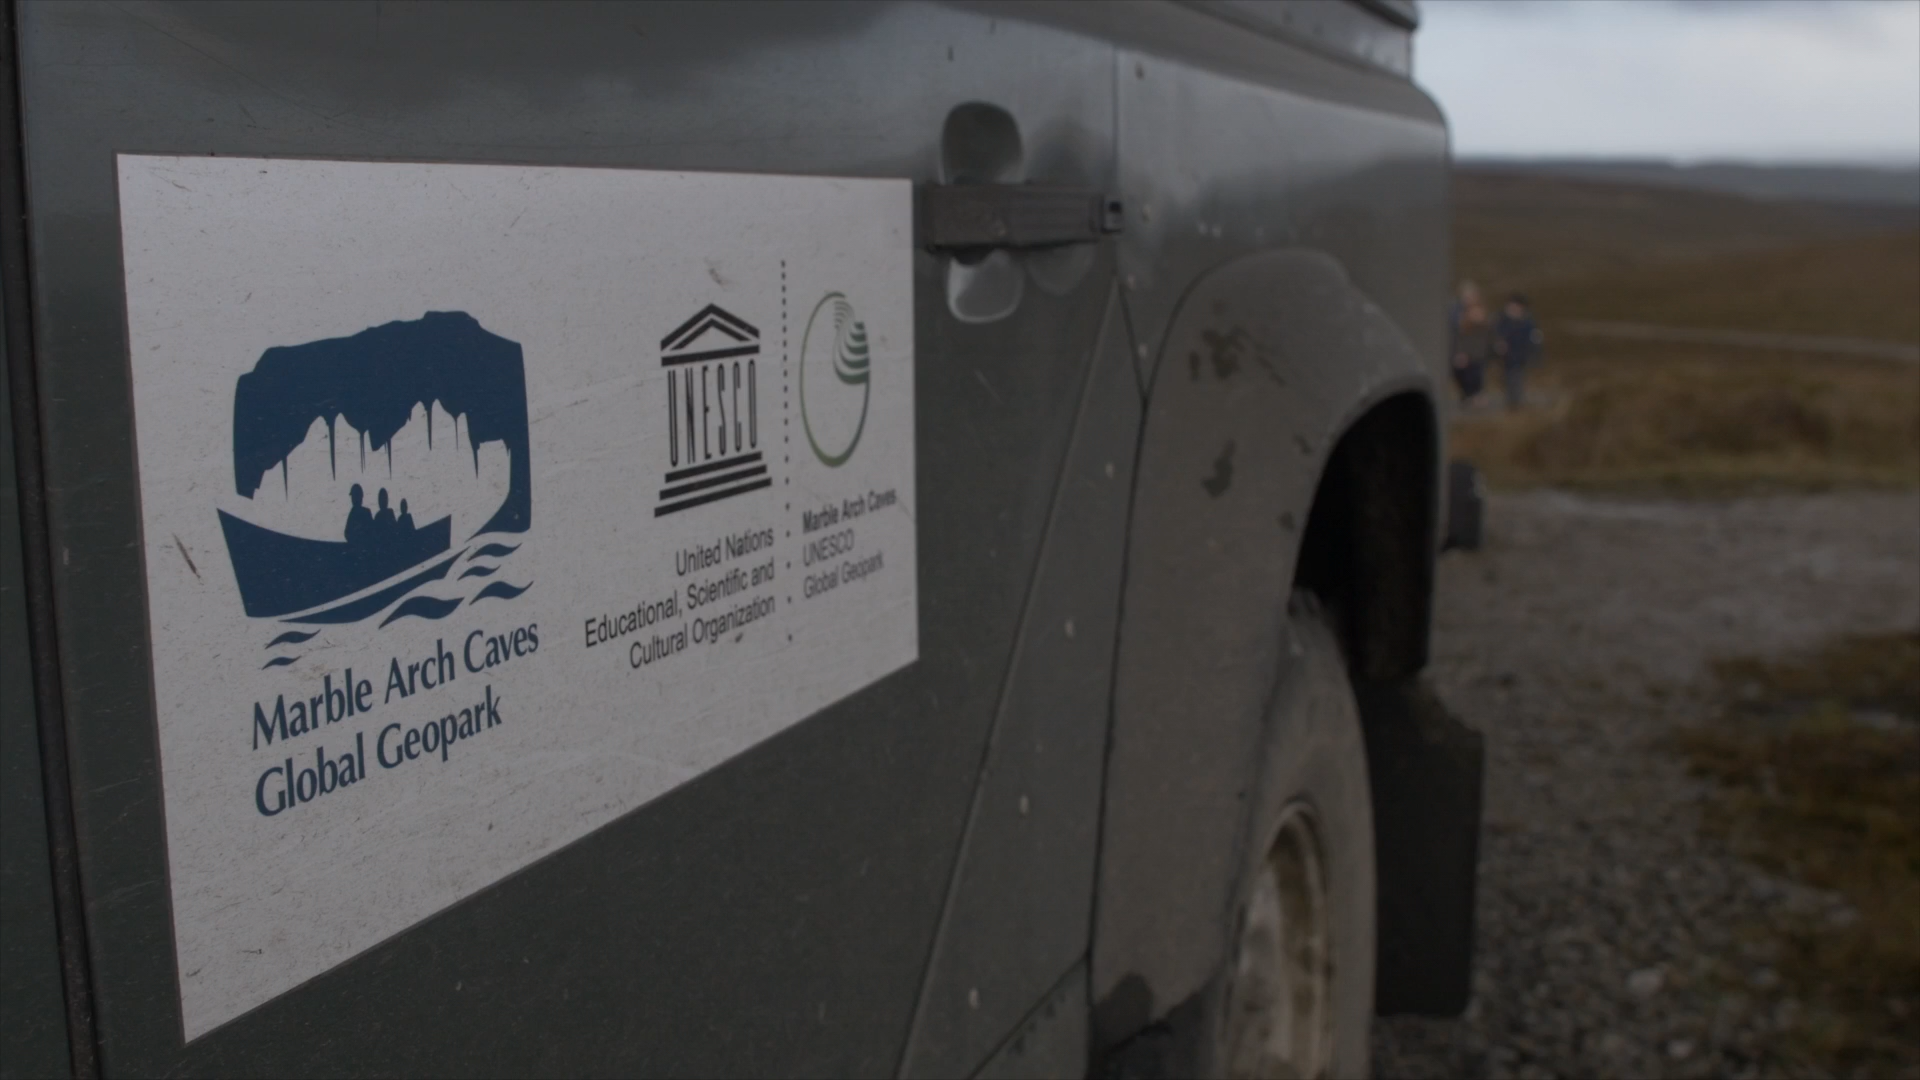 Marble Arch Caves
Global Geopark
UNESCO
United Nations
Educational, Scientific and
Cultural Organization
Marble Arch Caves
UNESCO
Global Geopark